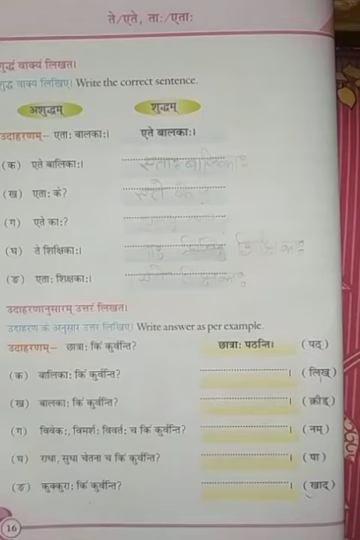 ते/एते, ताः/एताः
शुद्धं वाक्यं लिखत।
शुद्ध वाक्य लिखिए। Write the correct sentence.
अशुद्धम् शुद्धम्
उदाहरणम्– एताः बालकाः। एते बालकाः।
(क) एते बालिकाः।
(ख) एताः के?
(ग) एते काः?
(घ) ते शिक्षिकाः।
(ङ) एताः शिक्षकाः।
उदाहरणानुसारम् उत्तरं लिखत।
उदाहरण के अनुसार उत्तर लिखिए। Write answer as per example.
उदाहरणम्– छात्राः किं कुर्वन्ति? छात्राः पठन्ति। (पठ्)
(क) बालिकाः किं कुर्वन्ति? । (लिख्)
(ख) बालकाः किं कुर्वन्ति? । (क्रीड्)
(ग) विवेकः, विमर्शः विवर्तः च किं कुर्वन्ति? । (नम्)
(घ) राधा, सुधा चेतना च किं कुर्वन्ति? । (पा)
(ङ) कुक्कुराः किं कुर्वन्ति? । (खाद्)
16